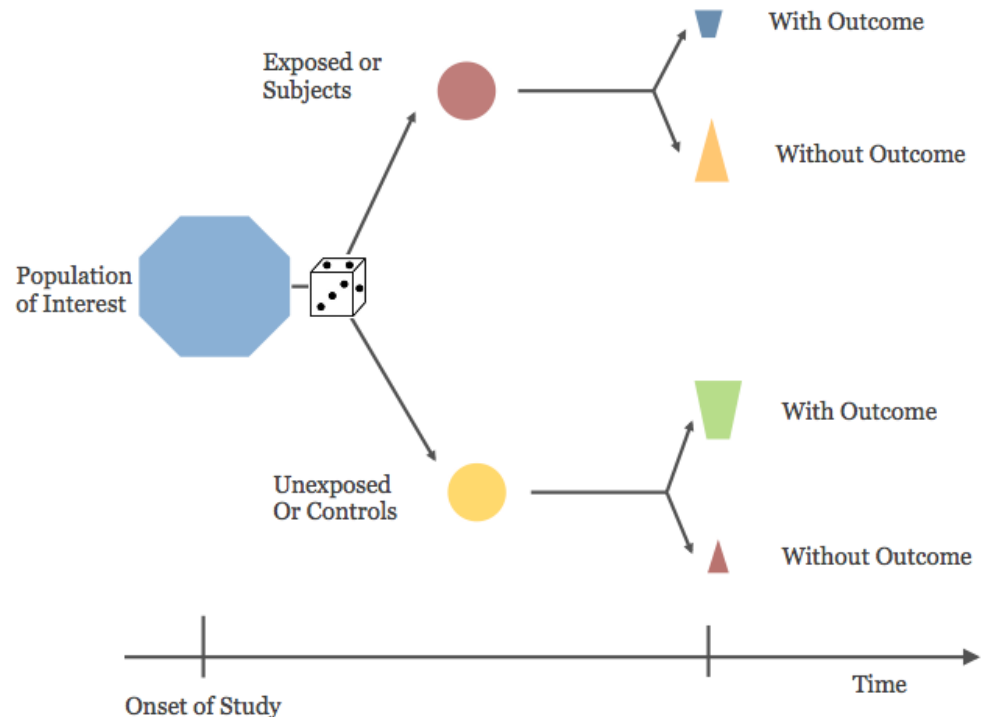 With Outcome
Exposed or
Subjects
Without Outcome
Population
of Interest
With Outcome
Unexposed
Or Controls
Without Outcome
Time
Onset of Study